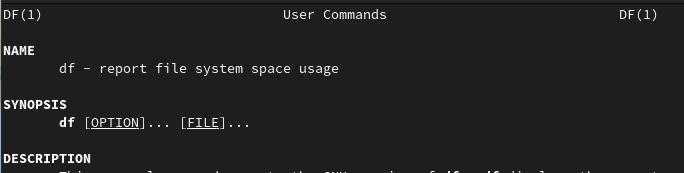 DF(1) User Commands DF(1)
NAME
df - report file system space usage
SYNOPSIS
df [OPTION]... [FILE]...
DESCRIPTION